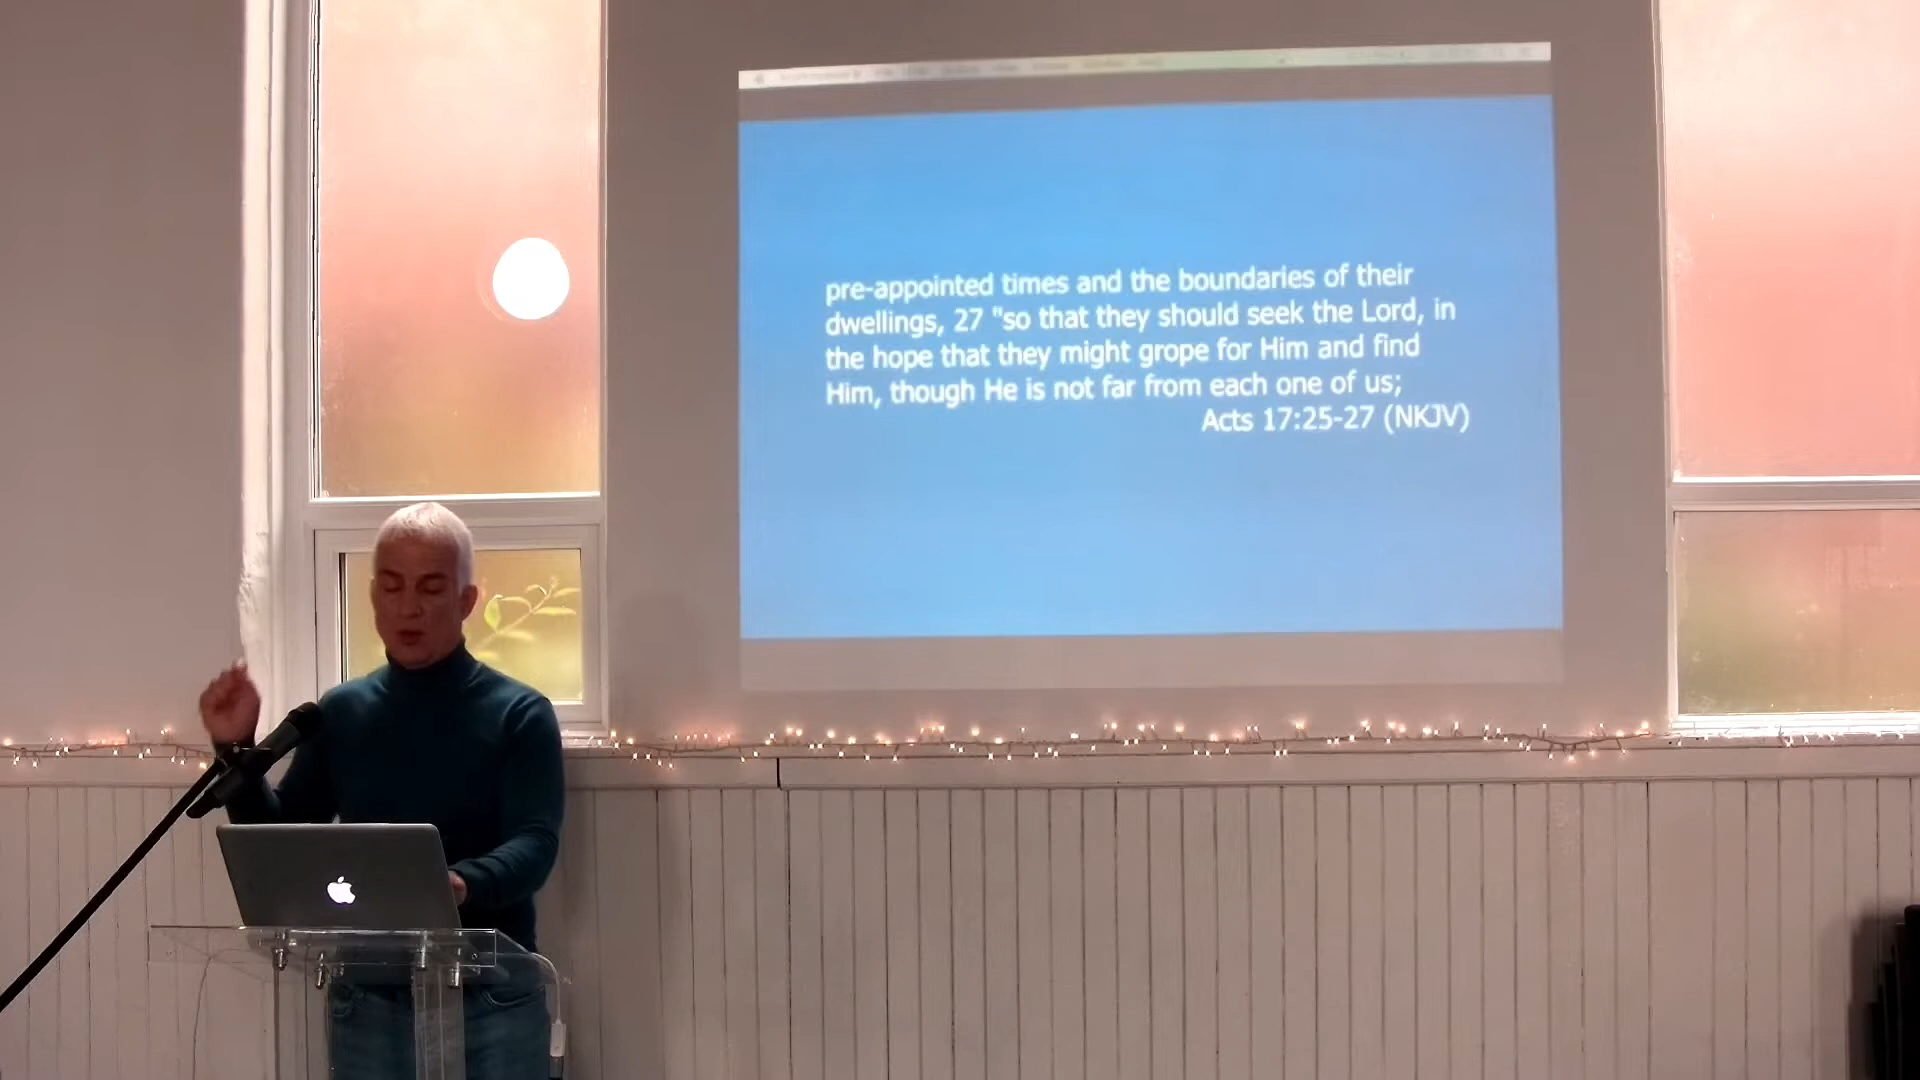 pre-appointed times and the boundaries of their
dwellings, 27 "so that they should seek the Lord, in
the hope that they might grope for Him and find
Him, though He is not far from each one of us;
Acts 17:25-27 (NKJV)